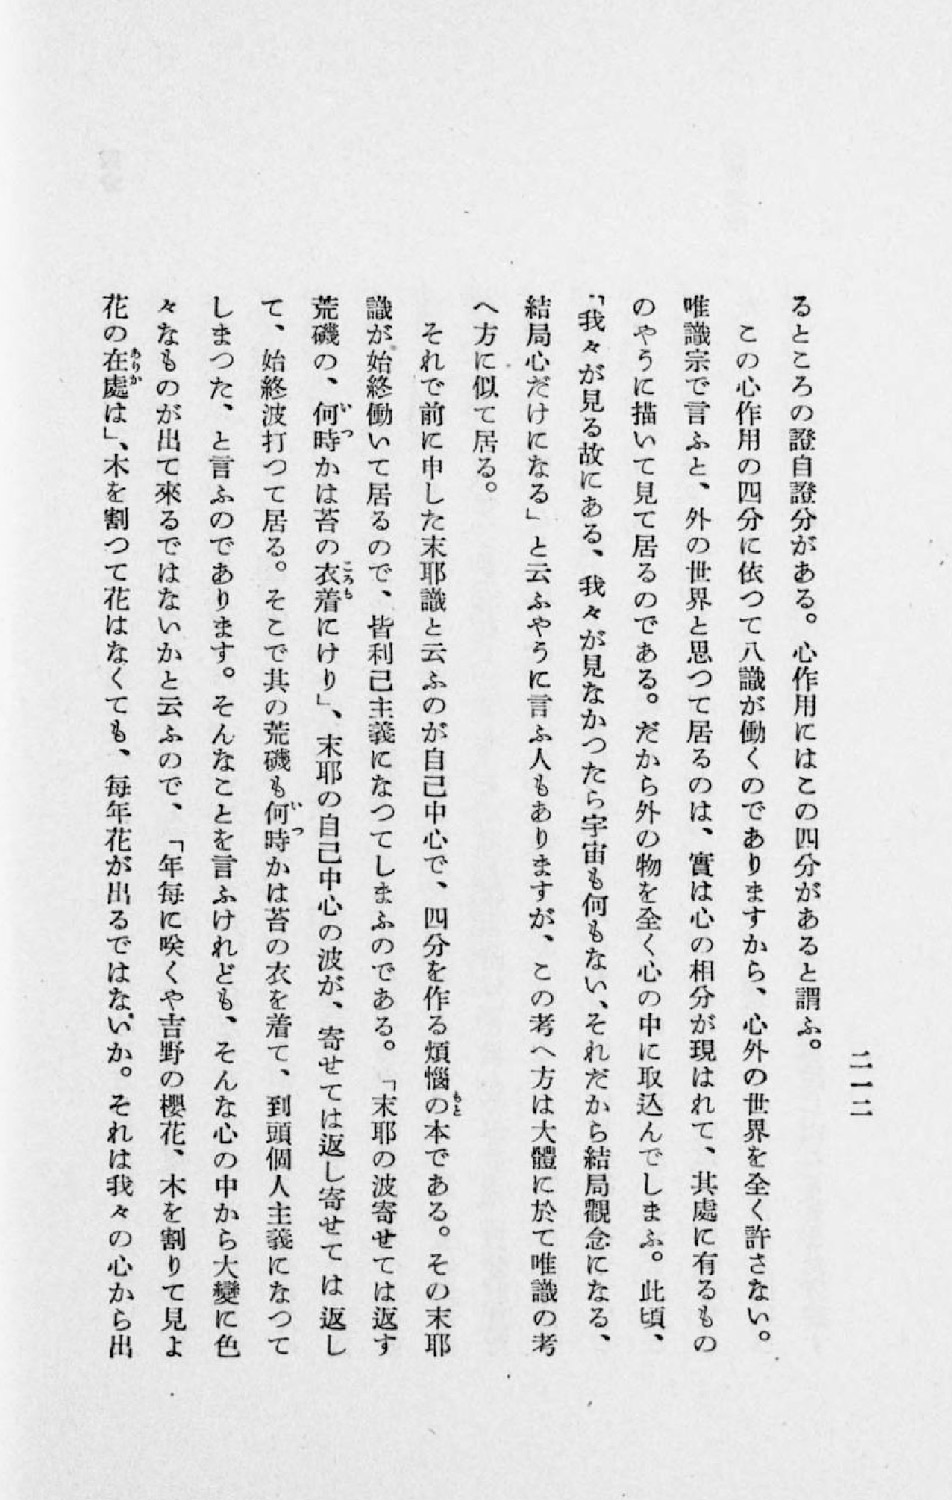 二一二
るところの證自證分がある。心作用にはこの四分があると謂ふ。
この心作用の四分に依つて八識が働くのでありますから、心外の世界を全く許さない。
唯識宗で言ふと、外の世界と思つて居るのは、實は心の相分が現はれて、其處に有るもの
のやうに描いて見て居るのである。だから外の物を全く心の中に取込んでしまふ。此頃、
「我々が見る故にある、我々が見なかつたら宇宙も何もない、それだから結局觀念になる、
結局心だけになる」と云ふやうに言ふ人もありますが、この考へ方は大體に於て唯識の考
へ方に似て居る。
それで前に申した末耶識と云ふのが自己中心で、四分を作る煩惱の本である。その末耶
識が始終働いて居るので、皆利己主義になつてしまふのである。「末耶の波寄せては返す
荒磯の、何時かは苔の衣着にけり」、末耶の自己中心の波が、寄せては返し寄せては返し
て、始終波打つて居る。そこで其の荒磯も何時かは苔の衣を着て、到頭個人主義になつて
しまつた、と言ふのであります。そんなことを言ふけれども、そんな心の中から大變に色
々なものが出て來るではないかと云ふので、「年毎に咲くや吉野の櫻花、木を割りて見よ
花の在處は」、木を割つて花はなくても、毎年花が出るではないか。それは我々の心から出